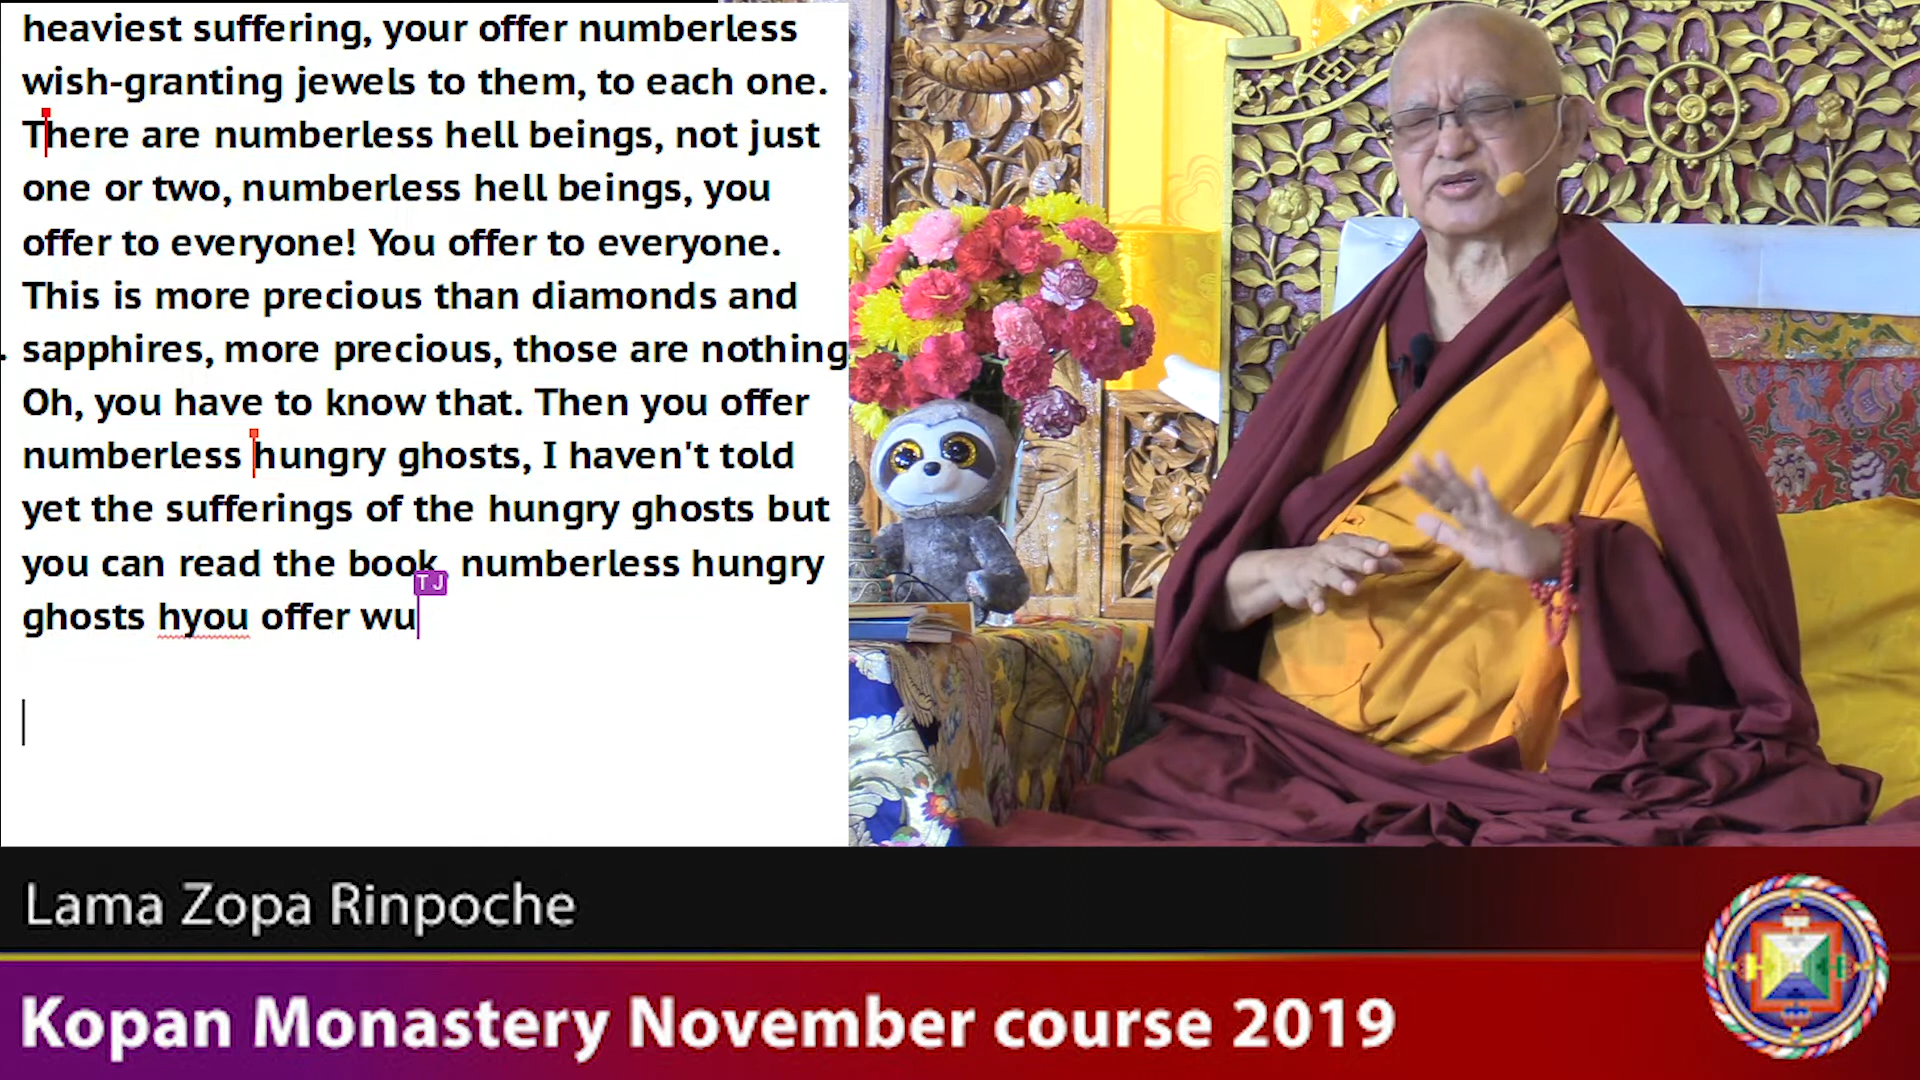 heaviest suffering, your offer numberless
wish-granting jewels to them, to each one.
There are numberless hell beings, not just
one or two, numberless hell beings, you
offer to everyone! You offer to everyone.
This is more precious than diamonds and
sapphires, more precious, those are nothing
Oh, you have to know that. Then you offer
numberless hungry ghosts, I haven't told
yet the sufferings of the hungry ghosts but
you can read the book, numberless hungry
TJ
ghosts hyou offer wu
Lama Zopa Rinpoche
Kopan Monastery November course 2019